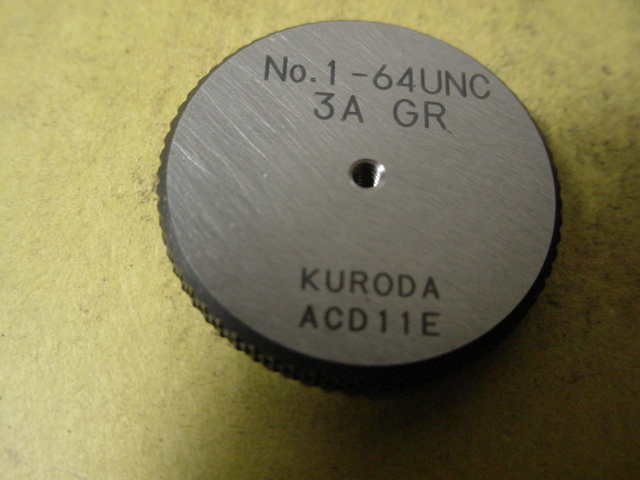 No.1-64UNC
3A GR
KURODA
ACD11E